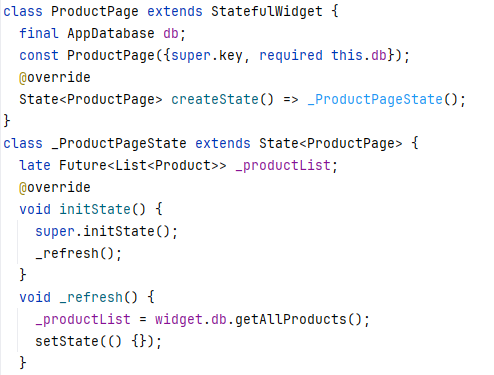 class ProductPage extends StatefulWidget {
  final AppDatabase db;
  const ProductPage({super.key, required this.db});
  @override
  State<ProductPage> createState() => _ProductPageState();
}
class _ProductPageState extends State<ProductPage> {
  late Future<List<Product>> _productList;
  @override
  void initState() {
    super.initState();
    _refresh();
  }
  void _refresh() {
    _productList = widget.db.getAllProducts();
    setState(() {});
  }